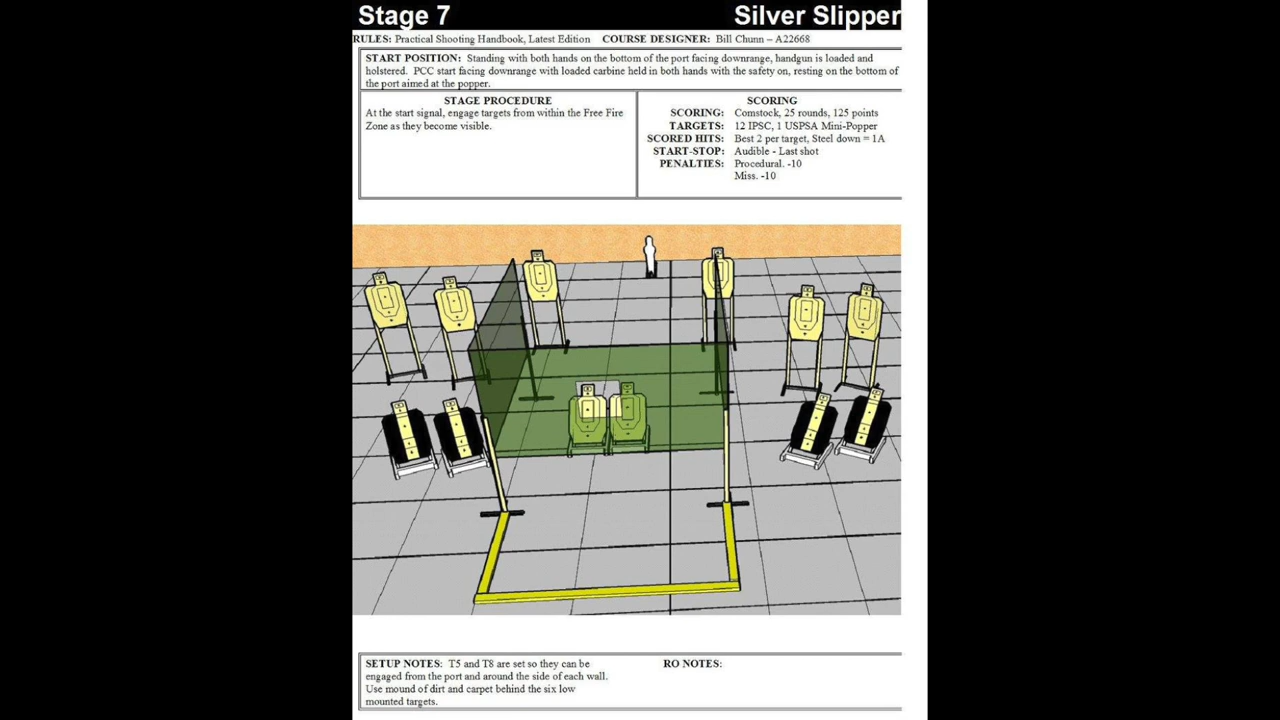 Stage 7 Silver Slipper
RULES: Practical Shooting Handbook, Latest Edition COURSE DESIGNER: Bill Chunn – A22668
START POSITION: Standing with both hands on the bottom of the port facing downrange, handgun is loaded and
holstered. PCC start facing downrange with loaded carbine held in both hands with the safety on, resting on the bottom of
the port aimed at the popper.
STAGE PROCEDURE
At the start signal, engage targets from within the Free Fire
Zone as they become visible.
SCORING
SCORING: Comstock, 25 rounds, 125 points
TARGETS: 12 IPSC, 1 USPSA Mini-Popper
SCORED HITS: Best 2 per target, Steel down = 1A
START-STOP: Audible - Last shot
PENALTIES: Procedural. -10
Miss. -10
SETUP NOTES: T5 and T8 are set so they can be
engaged from the port and around the side of each wall.
Use mound of dirt and carpet behind the six low
mounted targets.
RO NOTES: